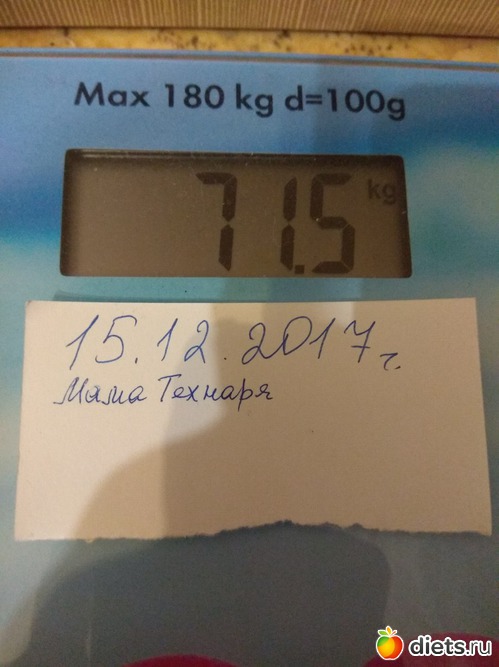 Max 180 kg d=100g
71.5 kg
15.12.2017г.
Мама Технаря
diets.ru